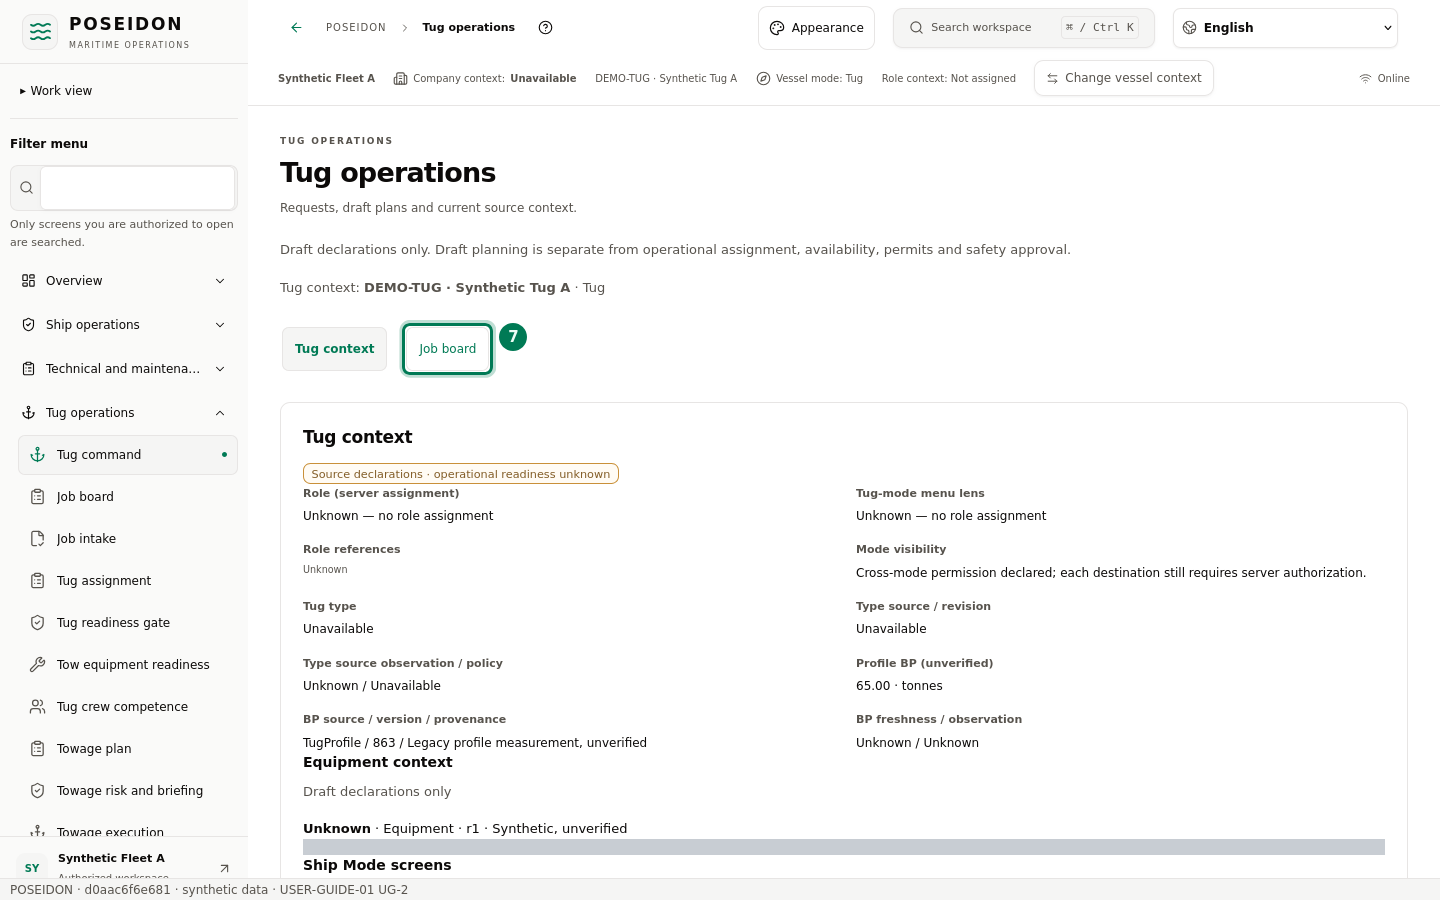 POSEIDON
MARITIME OPERATIONS
Work view
Filter menu
Only screens you are authorized to open
are searched.
Overview
Ship operations
Technical and maintena...
Tug operations
Tug command
Job board
Job intake
Tug assignment
Tug readiness gate
Tow equipment readiness
Tug crew competence
Towage plan
Towage risk and briefing
Towage execution
SY
Synthetic Fleet A
Authorized workspace
POSEIDON
Tug operations
Appearance
Search workspace
⌘ / Ctrl K
English
Synthetic Fleet A
Company context: Unavailable
DEMO-TUG · Synthetic Tug A
Vessel mode: Tug
Role context: Not assigned
Change vessel context
Online
TUG OPERATIONS
Tug operations
Requests, draft plans and current source context.
Draft declarations only. Draft planning is separate from operational assignment, availability, permits and safety approval.
Tug context: DEMO-TUG · Synthetic Tug A · Tug
Tug context
Job board
7
Tug context
Source declarations · operational readiness unknown
Role (server assignment)
Unknown — no role assignment
Tug-mode menu lens
Unknown — no role assignment
Role references
Unknown
Mode visibility
Cross-mode permission declared; each destination still requires server authorization.
Tug type
Unavailable
Type source / revision
Unavailable
Type source observation / policy
Unknown / Unavailable
Profile BP (unverified)
65.00 · tonnes
BP source / version / provenance
TugProfile / 863 / Legacy profile measurement, unverified
BP freshness / observation
Unknown / Unknown
Equipment context
Draft declarations only
Unknown · Equipment · r1 · Synthetic, unverified
Ship Mode screens
POSEIDON · d0aac6f6e681 · synthetic data · USER-GUIDE-01 UG-2